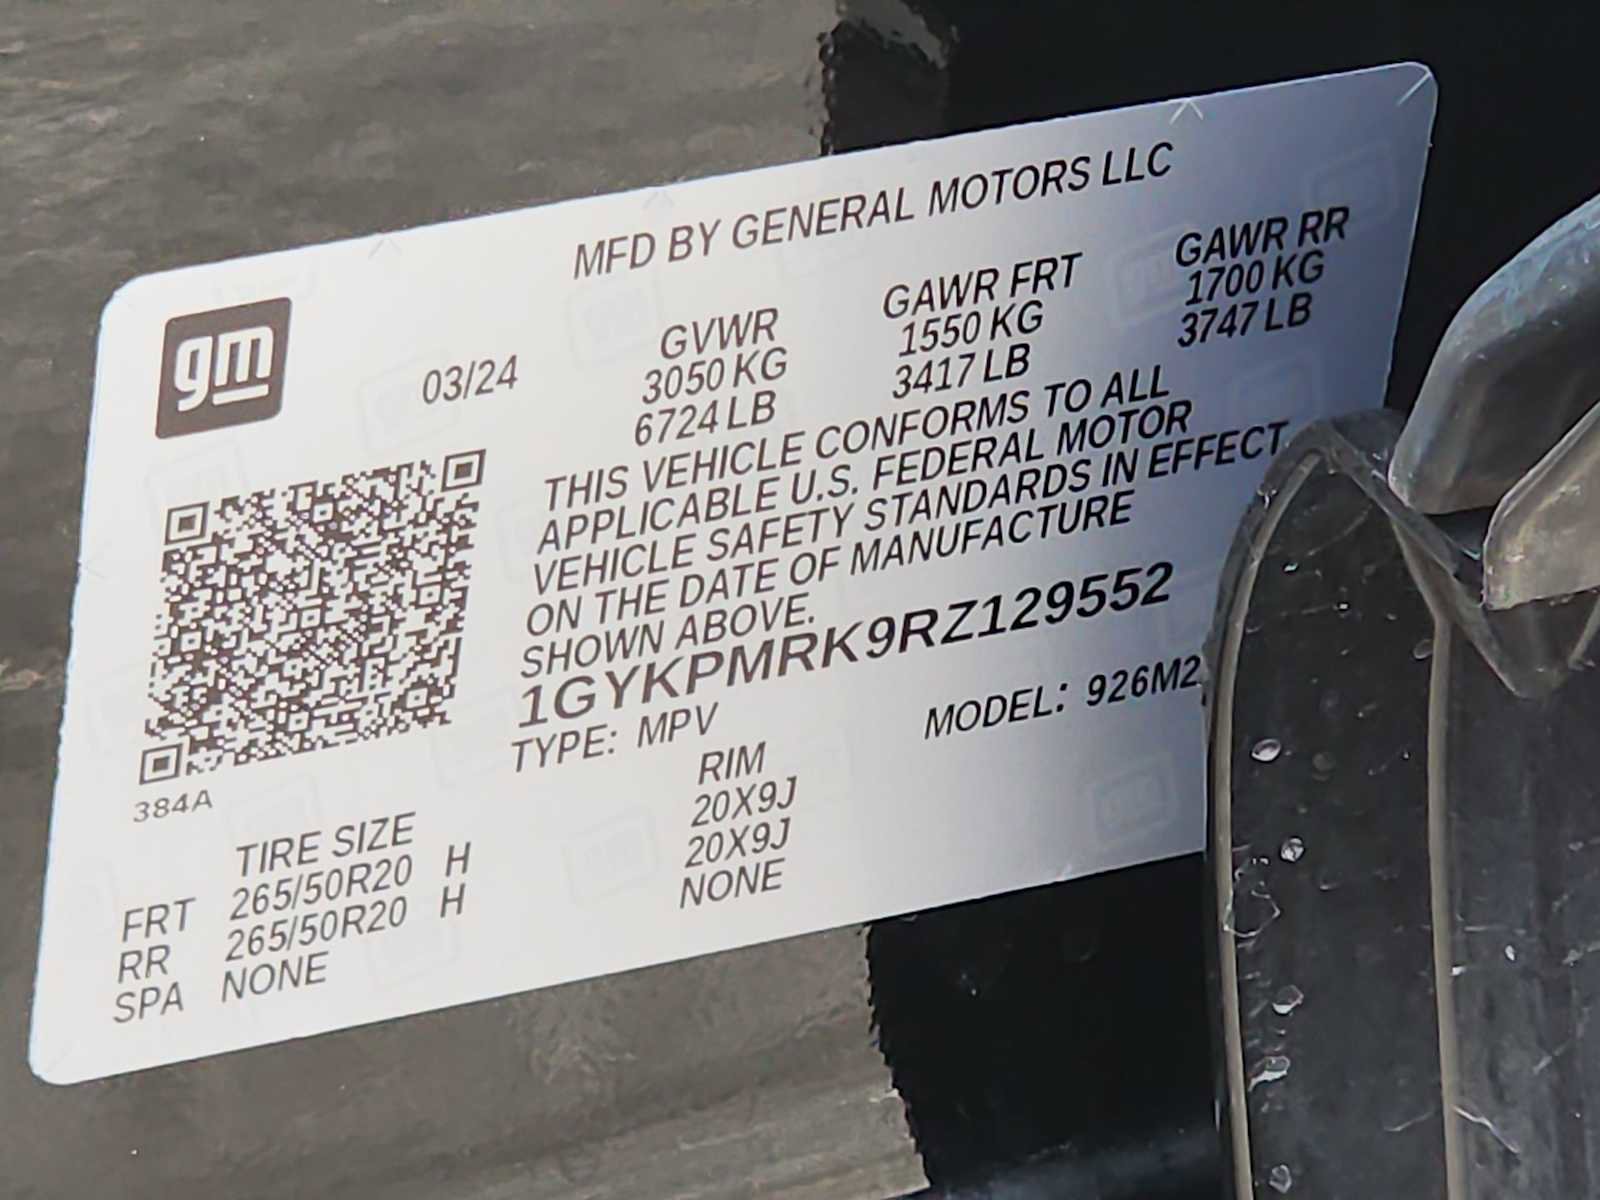 MFD BY GENERAL MOTORS LLC
gm
03/24
GVWR GAWR FRT GAWR RR
3050 KG 1550 KG 1700 KG
6724 LB 3417 LB 3747 LB
THIS VEHICLE CONFORMS TO ALL
APPLICABLE U.S. FEDERAL MOTOR
VEHICLE SAFETY STANDARDS IN EFFECT
ON THE DATE OF MANUFACTURE
SHOWN ABOVE.
1GYKPMRK9RZ129552
TYPE: MPV MODEL: 926M2
384A
TIRE SIZE RIM
FRT 265/50R20 H 20X9J
RR 265/50R20 H 20X9J
SPA NONE NONE